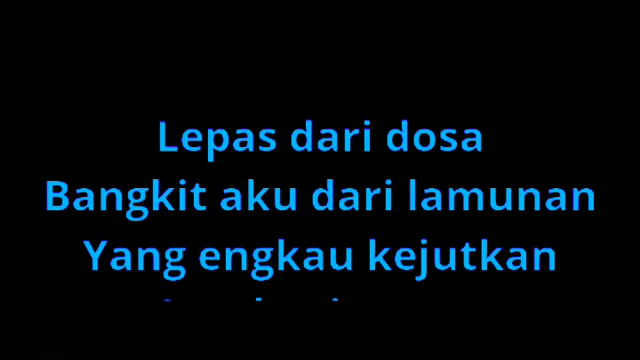 Lepas dari dosa
Bangkit aku dari lamunan
Yang engkau kejutkan